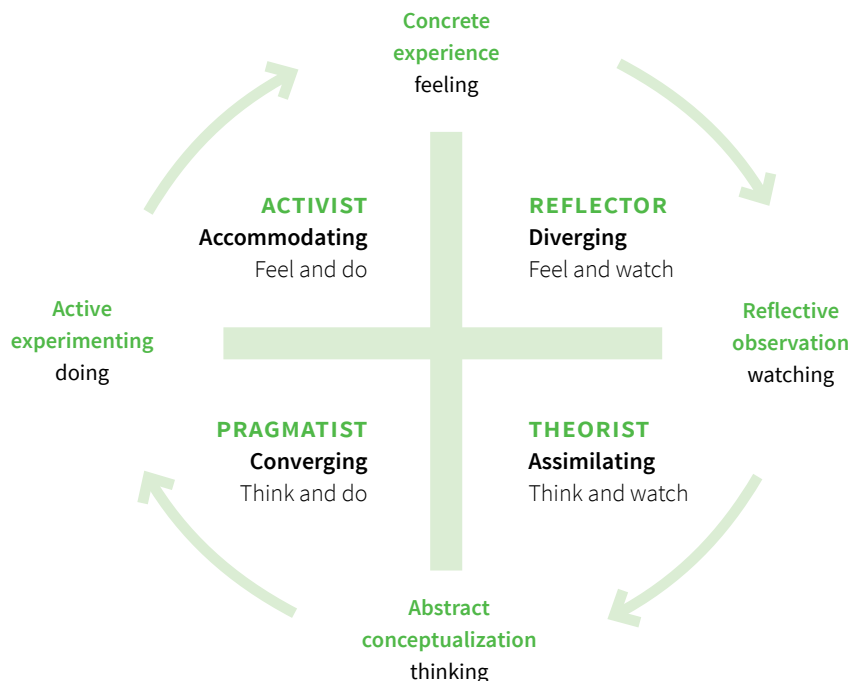 Concrete
experience
feeling
ACTIVIST
Accommodating
Feel and do
REFLECTOR
Diverging
Feel and watch
Active
experimenting
doing
Reflective
observation
watching
PRAGMATIST
Converging
Think and do
THEORIST
Assimilating
Think and watch
Abstract
conceptualization
thinking